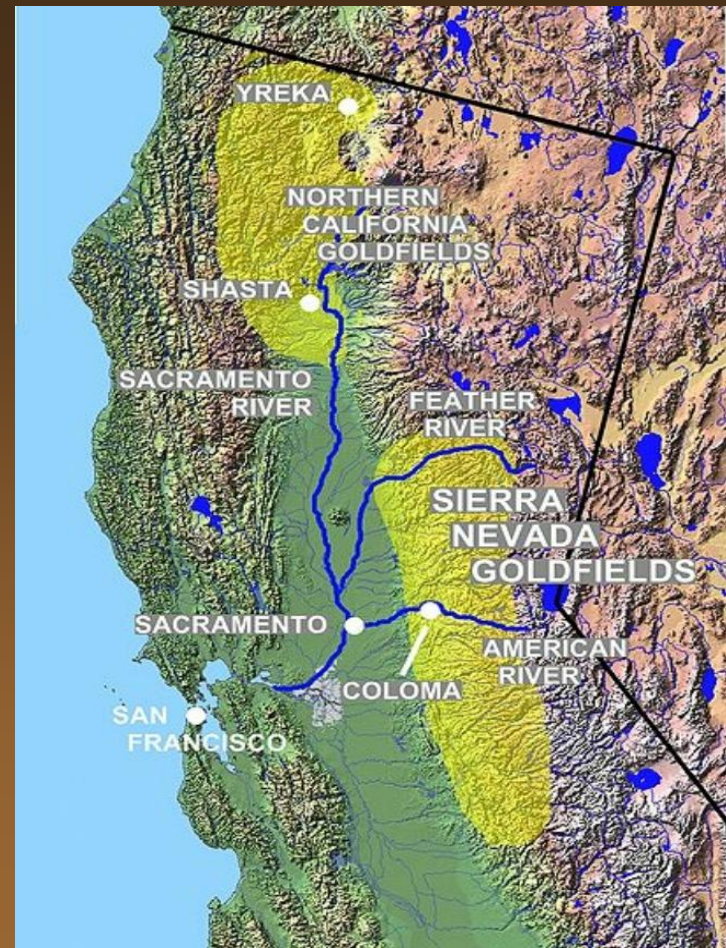 YREKA
NORTHERN
CALIFORNIA
GOLDFIELDS
SHASTA
SACRAMENTO
RIVER
FEATHER
RIVER
SIERRA
NEVADA
GOLDFIELDS
SACRAMENTO
AMERICAN
RIVER
COLOMA
SAN
FRANCISCO